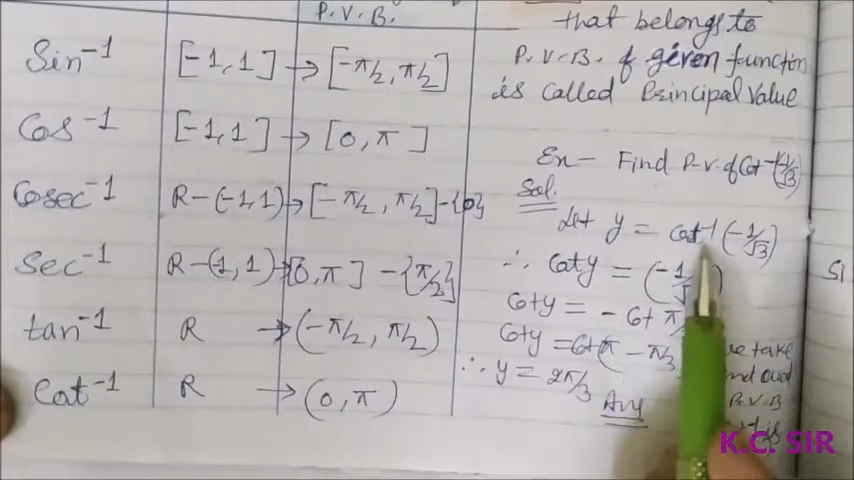 P.V.B.
Sin⁻¹ [-1,1] → [-π/2, π/2]
Cos⁻¹ [-1,1] → [0, π]
Cosec⁻¹ R-(-1,1) → [-π/2, π/2]-{0}
Sec⁻¹ R-(-1,1) → [0, π]-{π/2}
tan⁻¹ R → (-π/2, π/2)
Cot⁻¹ R → (0, π)
that belongs to
P.V.B. of given function
is called Principal Value
Ex- Find P.V. of Cot⁻¹(-1/√3)
Sol.
Let y = cot⁻¹(-1/√3)
∴ Coty = (-1/√
Coty = - Cot π/
Coty = Cot(π - π/3
∴ y = 2π/3
Ans
we take
P.V.B
is
K.C. SIR